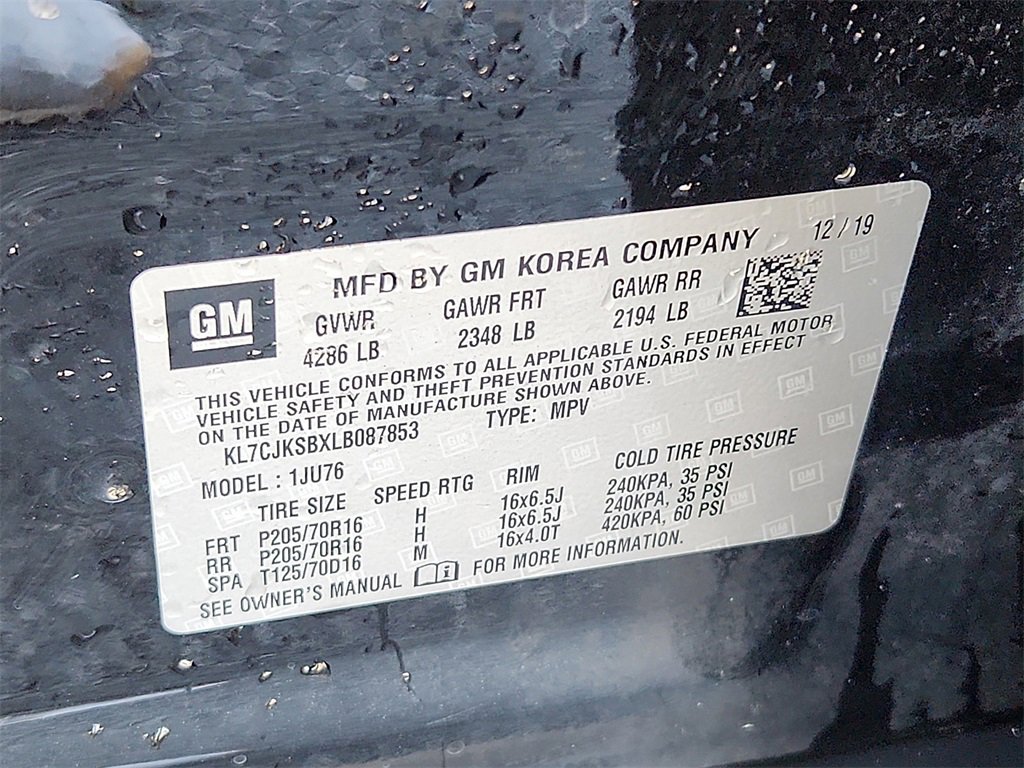 GM
MFD BY GM KOREA COMPANY 12 / 19
GVWR GAWR FRT GAWR RR
4286 LB 2348 LB 2194 LB
THIS VEHICLE CONFORMS TO ALL APPLICABLE U.S. FEDERAL MOTOR
VEHICLE SAFETY AND THEFT PREVENTION STANDARDS IN EFFECT
ON THE DATE OF MANUFACTURE SHOWN ABOVE.
KL7CJKSBXLB087853 TYPE: MPV
MODEL : 1JU76
TIRE SIZE SPEED RTG RIM COLD TIRE PRESSURE
FRT P205/70R16 H 16x6.5J 240KPA, 35 PSI
RR P205/70R16 H 16x6.5J 240KPA, 35 PSI
SPA T125/70D16 M 16x4.0T 420KPA, 60 PSI
SEE OWNER'S MANUAL FOR MORE INFORMATION.